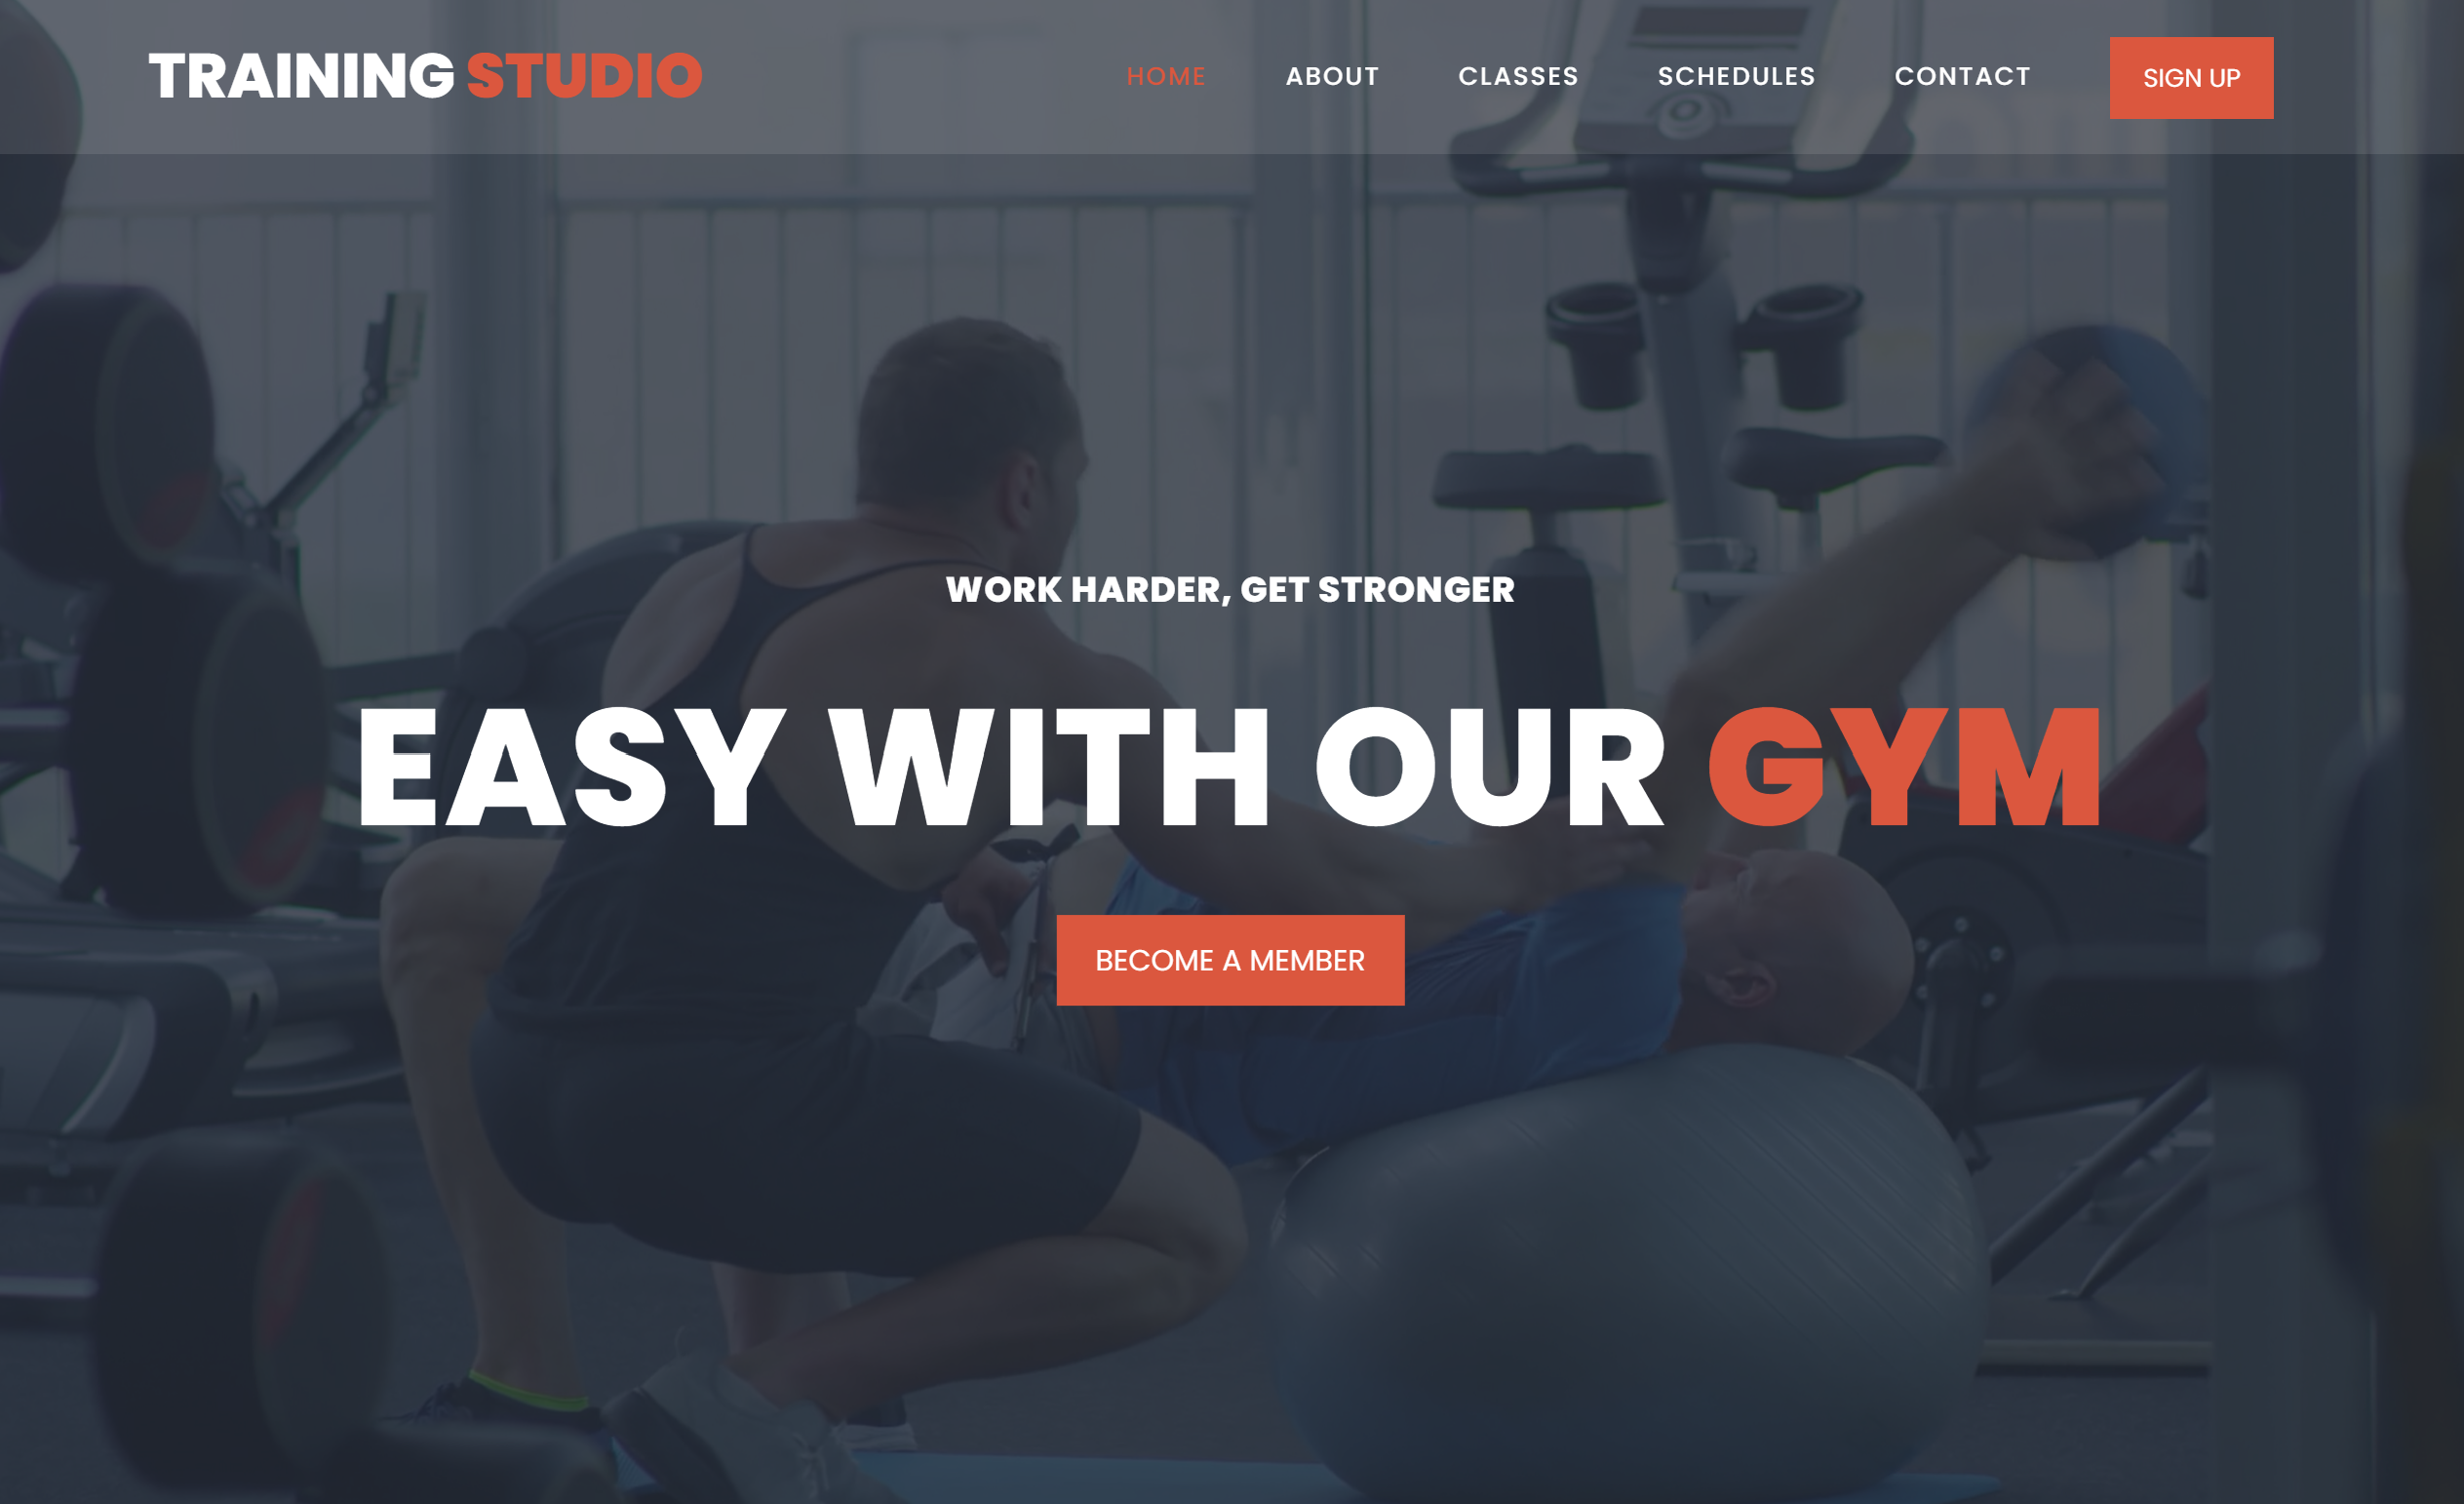 TRAINING STUDIO
HOME ABOUT CLASSES SCHEDULES CONTACT SIGN UP
WORK HARDER, GET STRONGER
EASY WITH OUR GYM
BECOME A MEMBER